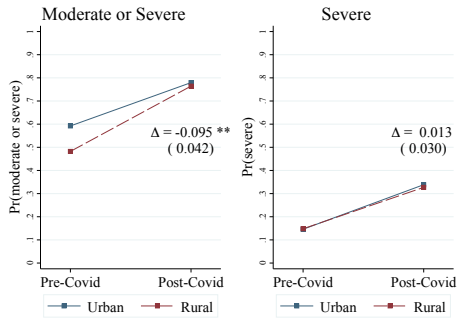 Moderate or Severe
Pr(moderate or severe)
1
.9
.8
.7
.6
.5
.4
.3
.2
.1
0
Δ = -0.095 **
( 0.042)
Pre-Covid Post-Covid
Urban Rural
Severe
Pr(severe)
1
.9
.8
.7
.6
.5
.4
.3
.2
.1
0
Δ = 0.013
( 0.030)
Pre-Covid Post-Covid
Urban Rural